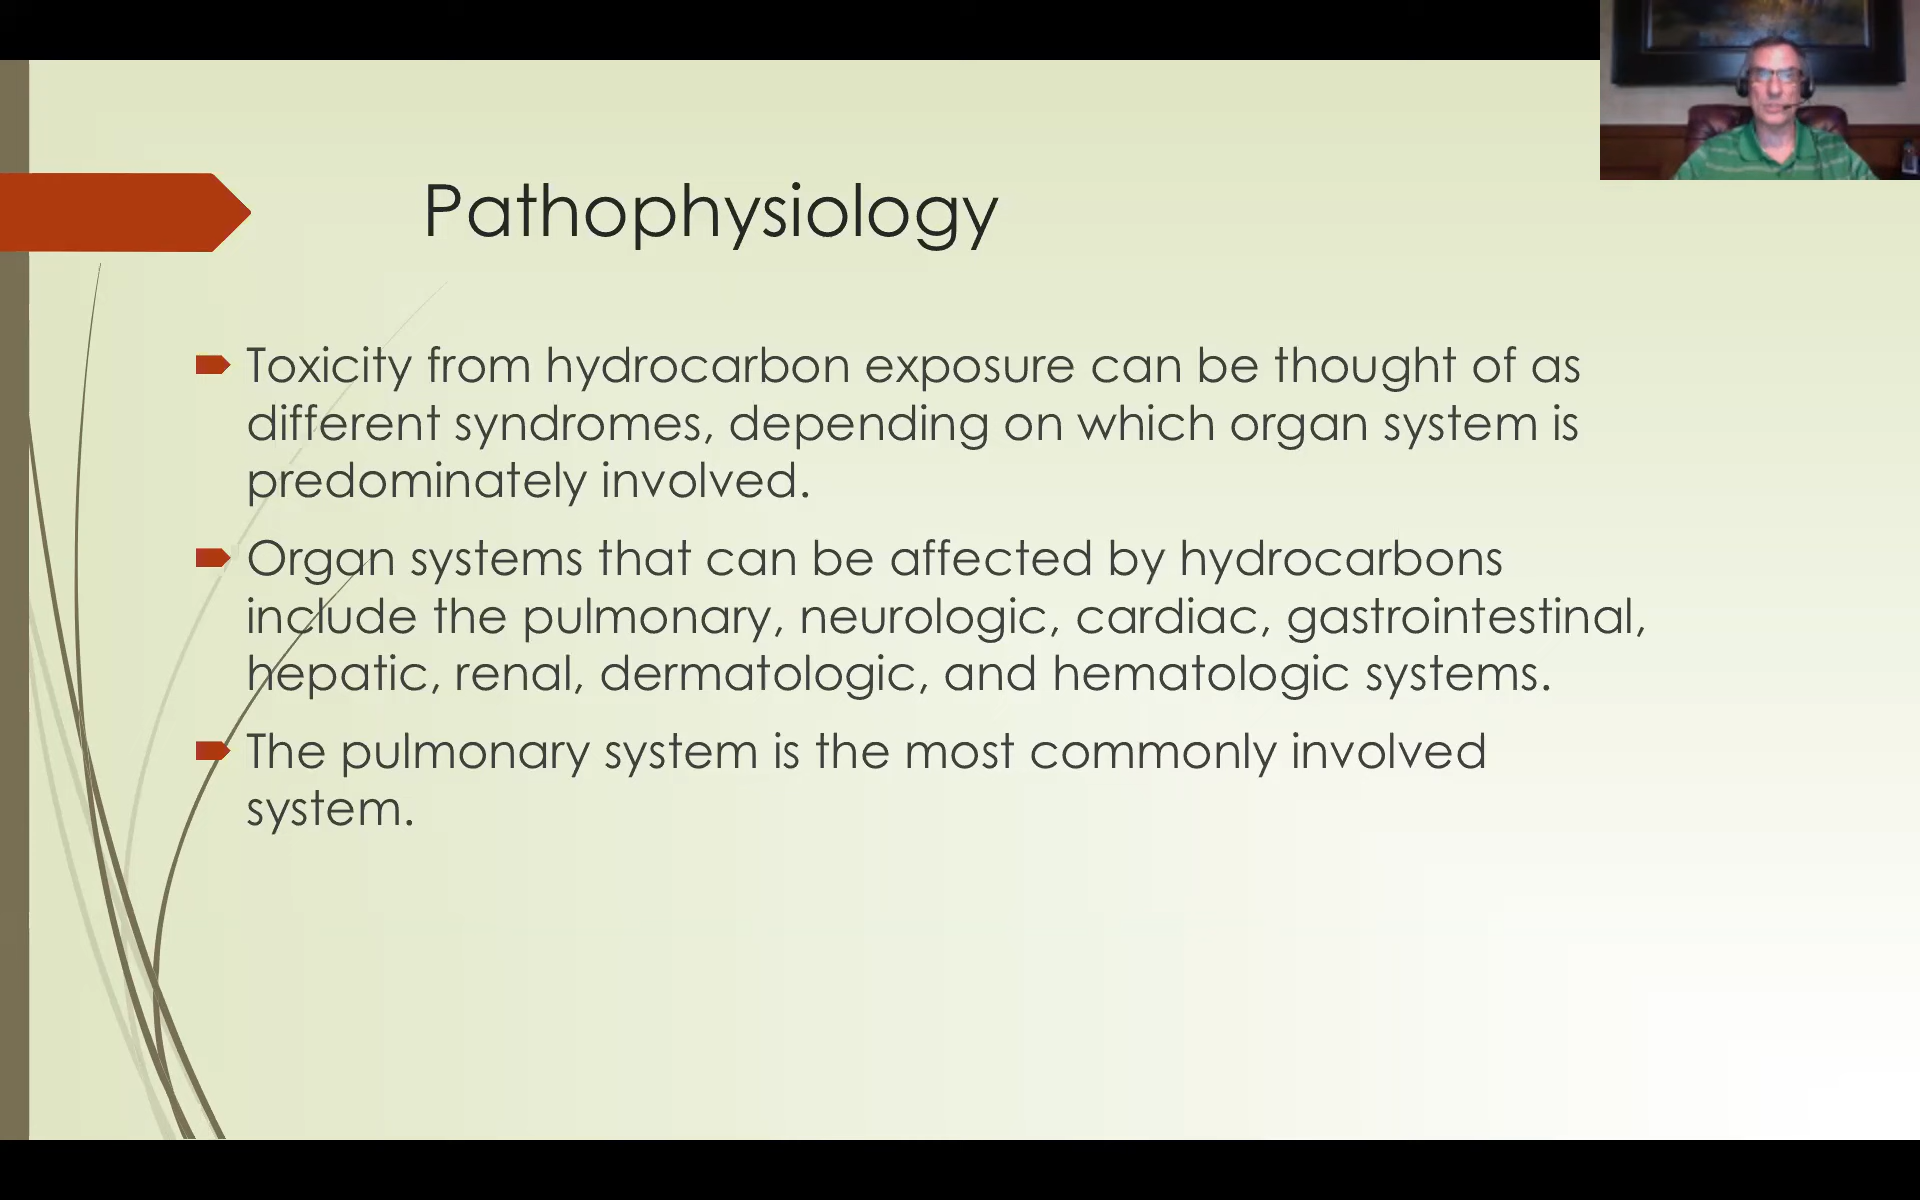 Pathophysiology
Toxicity from hydrocarbon exposure can be thought of as
different syndromes, depending on which organ system is
predominately involved.
Organ systems that can be affected by hydrocarbons
include the pulmonary, neurologic, cardiac, gastrointestinal,
hepatic, renal, dermatologic, and hematologic systems.
The pulmonary system is the most commonly involved
system.